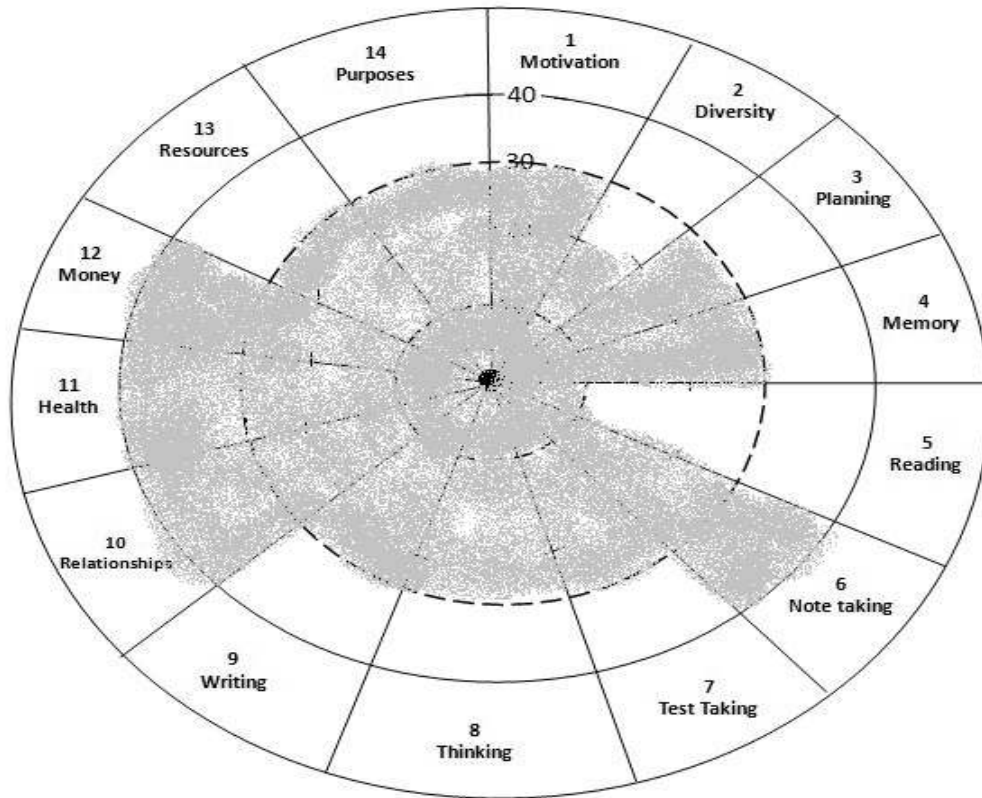 1
Motivation
2
Diversity
3
Planning
4
Memory
5
Reading
6
Note taking
7
Test Taking
8
Thinking
9
Writing
10
Relationships
11
Health
12
Money
13
Resources
14
Purposes
40
30